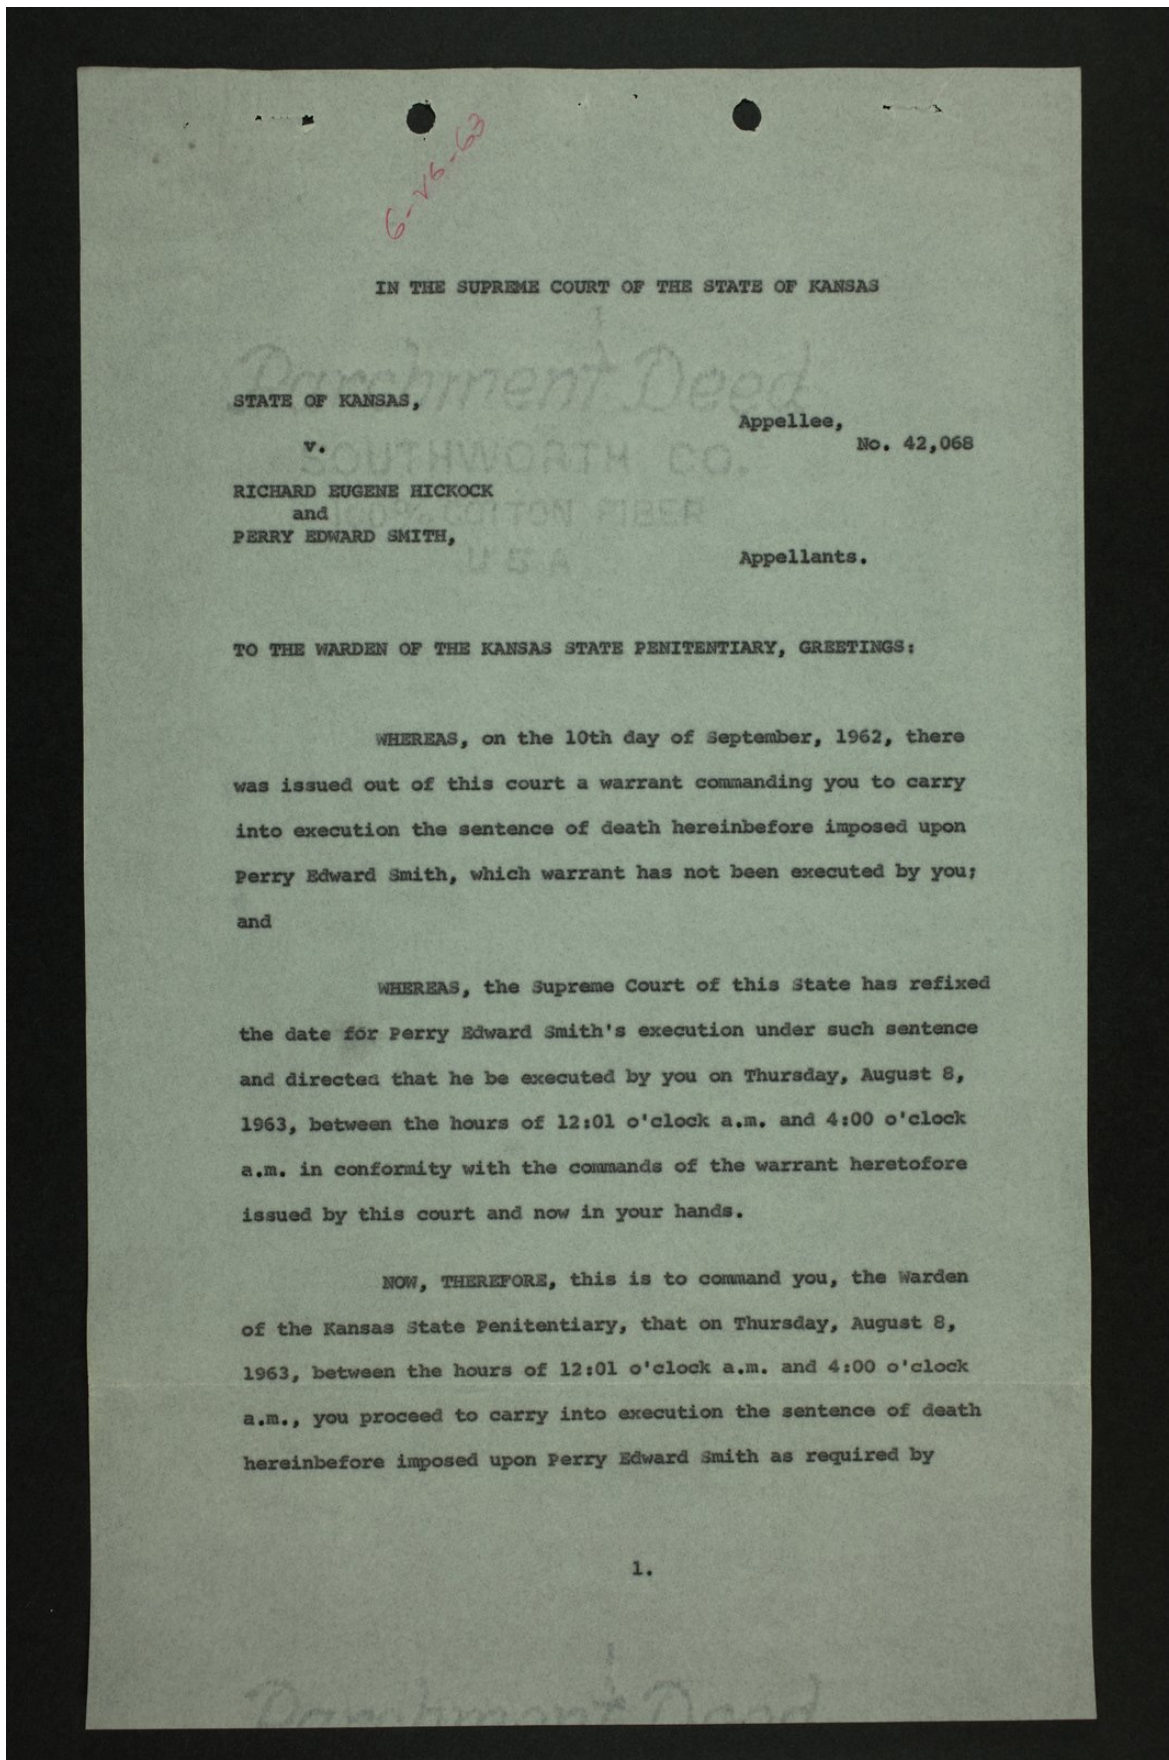 6-26-63
IN THE SUPREME COURT OF THE STATE OF KANSAS
Parchment Deed
STATE OF KANSAS,
Appellee,
v.
No. 42,068
SOUTHWORTH CO.
RICHARD EUGENE HICKOCK
and
100% COTTON FIBER
PERRY EDWARD SMITH,
Appellants.
U S A
TO THE WARDEN OF THE KANSAS STATE PENITENTIARY, GREETINGS:
WHEREAS, on the 10th day of September, 1962, there
was issued out of this court a warrant commanding you to carry
into execution the sentence of death hereinbefore imposed upon
Perry Edward Smith, which warrant has not been executed by you;
and
WHEREAS, the Supreme Court of this State has refixed
the date for Perry Edward Smith's execution under such sentence
and directed that he be executed by you on Thursday, August 8,
1963, between the hours of 12:01 o'clock a.m. and 4:00 o'clock
a.m. in conformity with the commands of the warrant heretofore
issued by this court and now in your hands.
NOW, THEREFORE, this is to command you, the Warden
of the Kansas State Penitentiary, that on Thursday, August 8,
1963, between the hours of 12:01 o'clock a.m. and 4:00 o'clock
a.m., you proceed to carry into execution the sentence of death
hereinbefore imposed upon Perry Edward Smith as required by
1.
Parchment Deed